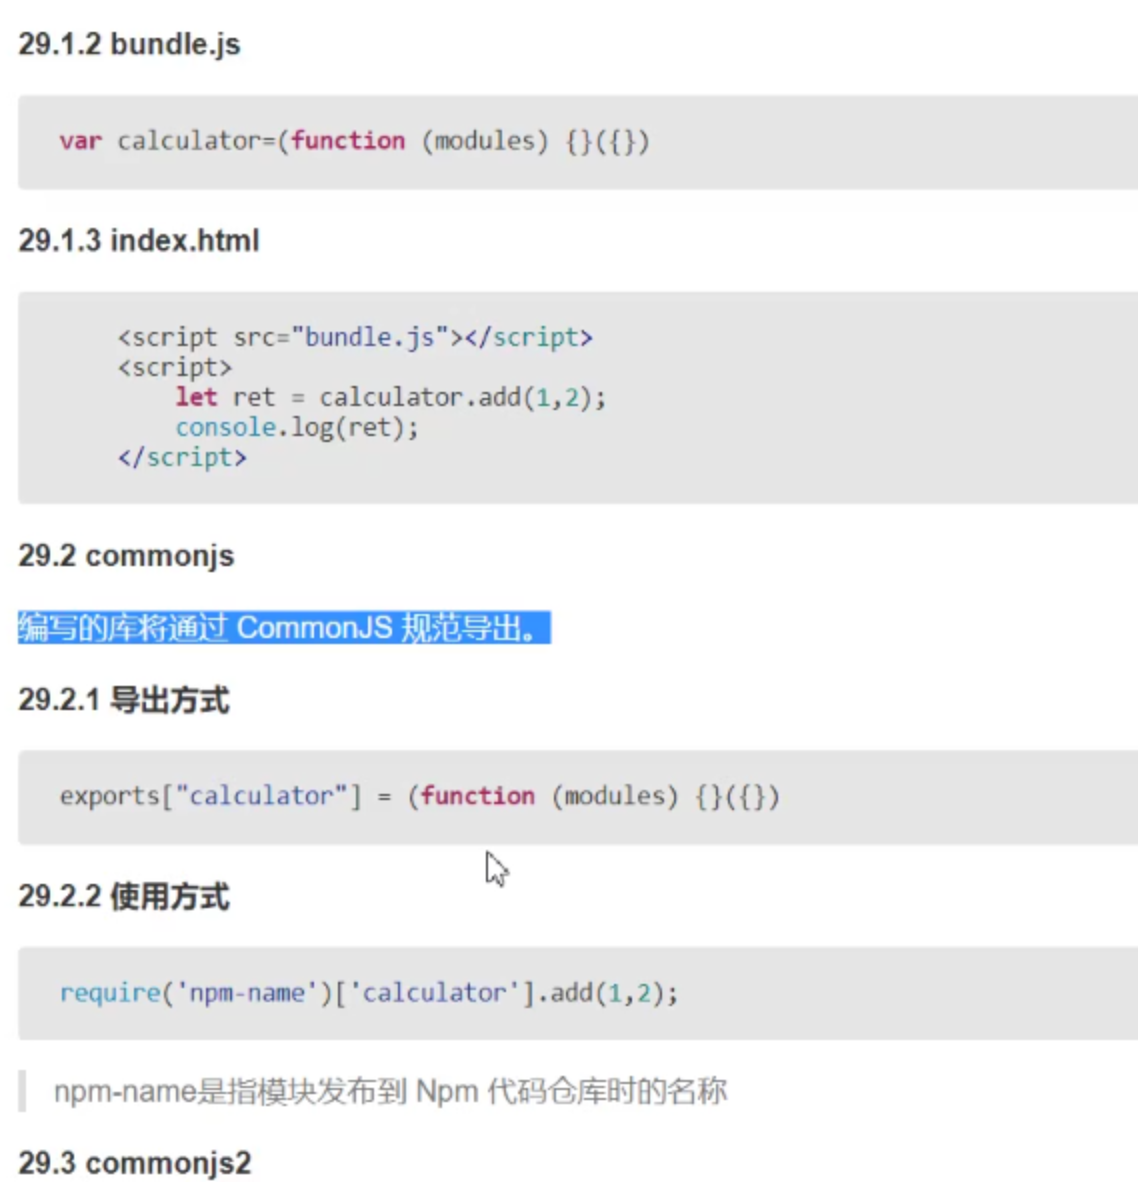 29.1.2 bundle.js
var calculator=(function (modules) {}({})
29.1.3 index.html
<script src="bundle.js"></script>
<script>
let ret = calculator.add(1,2);
console.log(ret);
</script>
29.2 commonjs
编写的库将通过 CommonJS 规范导出。
29.2.1 导出方式
exports["calculator"] = (function (modules) {}({})
29.2.2 使用方式
require('npm-name')['calculator'].add(1,2);
npm-name是指模块发布到 Npm 代码仓库时的名称
29.3 commonjs2